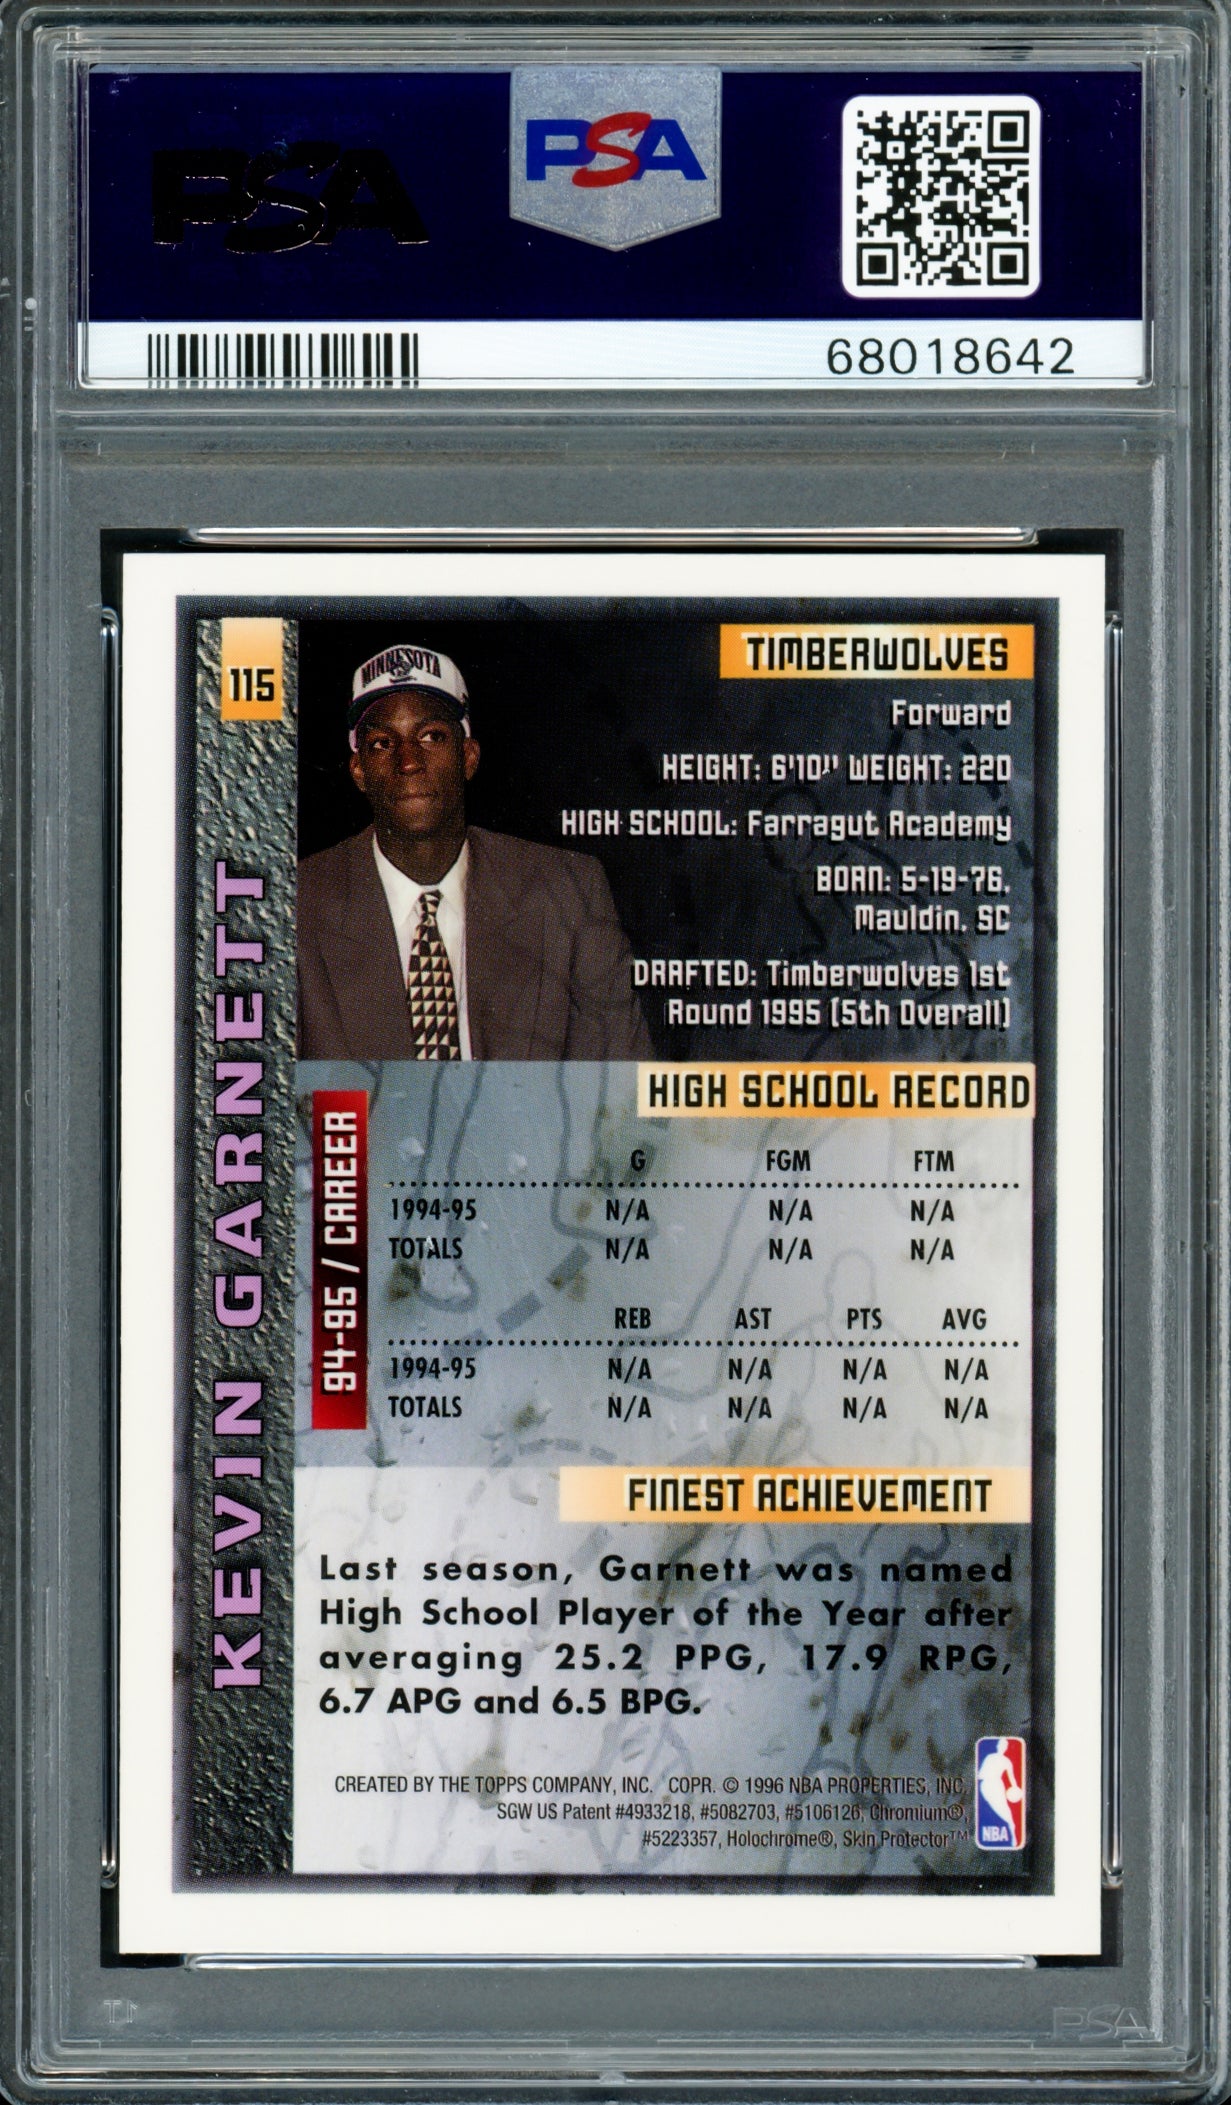 PSA
PSA
68018642
115
TIMBERWOLVES
MINNESOTA
Forward
HEIGHT: 6'10" WEIGHT: 220
HIGH SCHOOL: Farragut Academy
BORN: 5-19-76,
Mauldin, SC
DRAFTED: Timberwolves 1st
Round 1995 (5th Overall)
KEVIN GARNETT
HIGH SCHOOL RECORD
94-95 / CAREER
G FGM FTM
1994-95 N/A N/A N/A
TOTALS N/A N/A N/A
REB AST PTS AVG
1994-95 N/A N/A N/A N/A
TOTALS N/A N/A N/A N/A
FINEST ACHIEVEMENT
Last season, Garnett was named
High School Player of the Year after
averaging 25.2 PPG, 17.9 RPG,
6.7 APG and 6.5 BPG.
CREATED BY THE TOPPS COMPANY, INC. COPR. © 1996 NBA PROPERTIES, INC.
SGW US Patent #4933218, #5082703, #5106126, Chromium®,
#5223357, Holochrome®, Skin Protector™
NBA
PSA